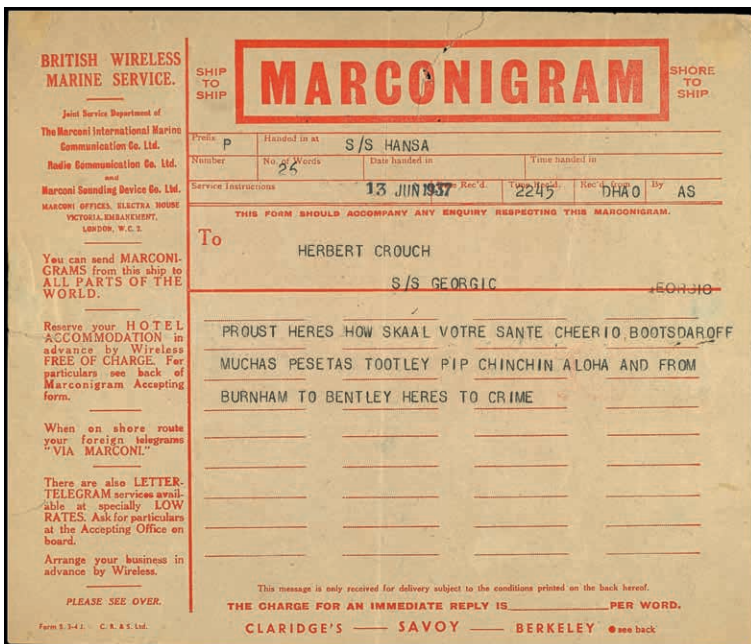 BRITISH WIRELESS
MARINE SERVICE.
Joint Service Department of
The Marconi International Marine
Communication Co. Ltd.
Radio Communication Co. Ltd.
and
Marconi Sounding Device Co. Ltd.
MARCONI OFFICES, ELECTRA HOUSE
VICTORIA EMBANKMENT,
LONDON, W.C. 2.
You can send MARCONI-
GRAMS from this ship to
ALL PARTS OF THE
WORLD.
Reserve your HOTEL
ACCOMMODATION in
advance by Wireless
FREE OF CHARGE. For
particulars see back of
Marconigram Accepting
form.
When on shore route
your foreign telegrams
"VIA MARCONI."
There are also LETTER-
TELEGRAM services avail-
able at specially LOW
RATES. Ask for particulars
at the Accepting Office on
board.
Arrange your business in
advance by Wireless.
PLEASE SEE OVER.
Form S. 3-4 J. C. R. & S. Ltd.
SHIP
TO
SHIP
MARCONIGRAM
SHORE
TO
SHIP
Prefix P Handed in at S/S HANSA
Number No. of Words 25 Date handed in Time handed in
Service Instructions 13 JUN 1937 Rec'd. Time Rec'd. 2245 Rec'd from DHAO By AS
THIS FORM SHOULD ACCOMPANY ANY ENQUIRY RESPECTING THIS MARCONIGRAM.
To
HERBERT CROUCH
S/S GEORGIC
PROUST HERES HOW SKAAL VOTRE SANTE CHEERIO BOOTSDAROFF
MUCHAS PESETAS TOOTLEY PIP CHINCHIN ALOHA AND FROM
BURNHAM TO BENTLEY HERES TO CRIME
This message is only received for delivery subject to the conditions printed on the back hereof.
THE CHARGE FOR AN IMMEDIATE REPLY IS PER WORD.
CLARIDGE'S — SAVOY — BERKELEY ● see back